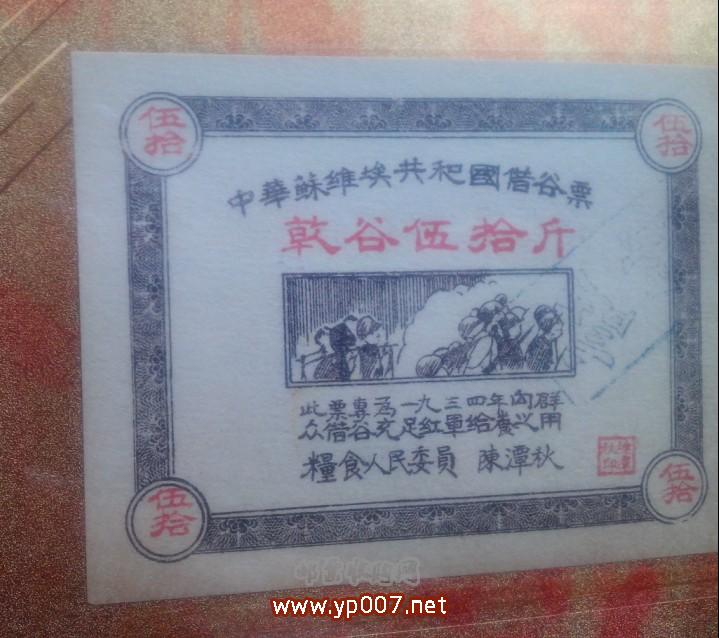 伍拾
伍拾
中華蘇維埃共和國借谷票
乾谷伍拾斤
此票專為一九三四年向群
众借谷充足紅軍給養之用
糧食人民委員 陳潭秋
伍拾
伍拾
www.yp007.net